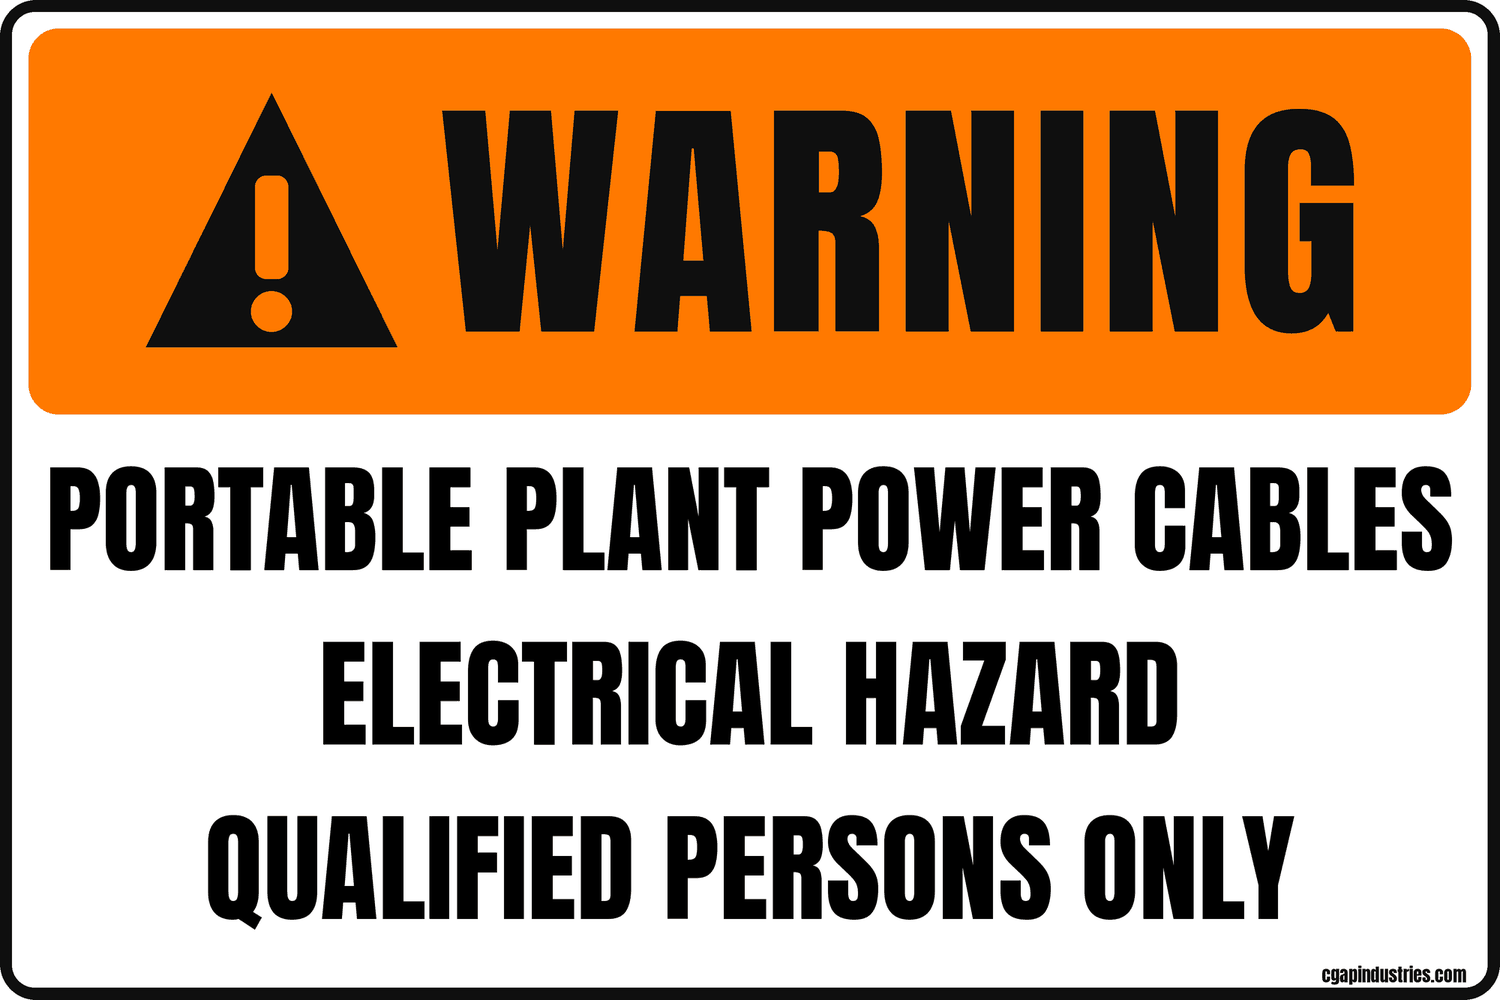 WARNING
PORTABLE PLANT POWER CABLES
ELECTRICAL HAZARD
QUALIFIED PERSONS ONLY
cgapindustries.com